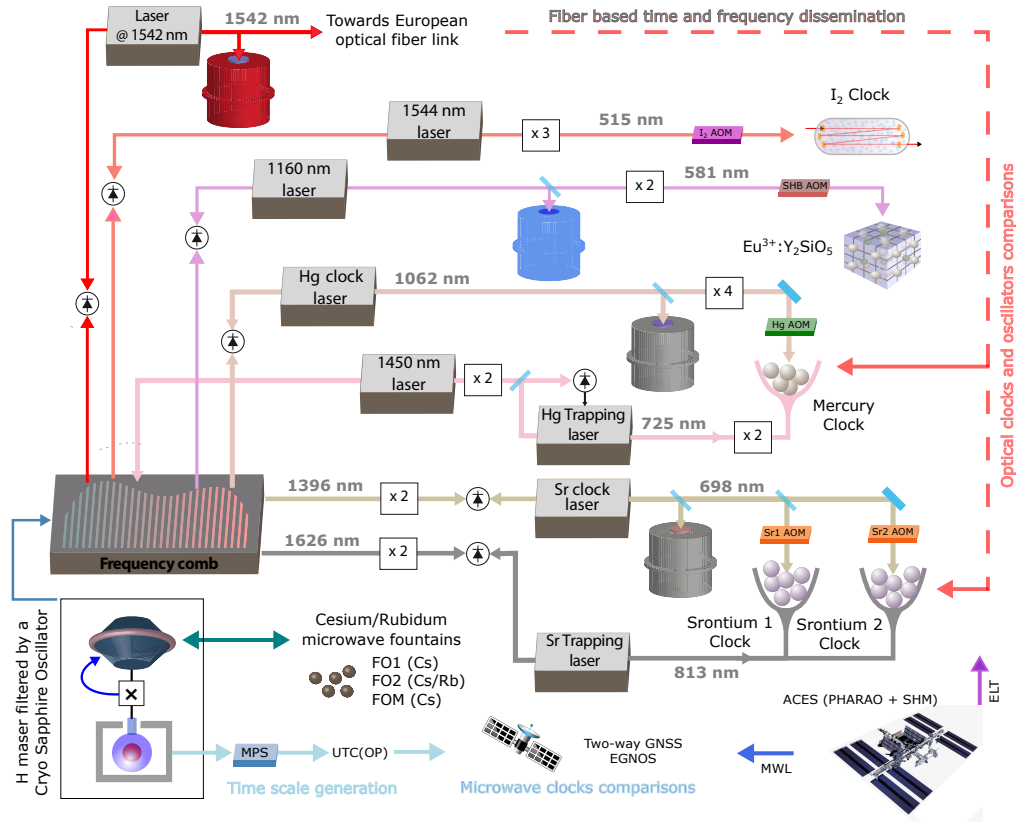 Fiber based time and frequency dissemination
Laser
@ 1542 nm
1542 nm
Towards European
optical fiber link
1544 nm
laser
x 3
515 nm
I₂ AOM
I₂ Clock
1160 nm
laser
x 2
581 nm
SHB AOM
Eu³⁺:Y₂SiO₅
Optical clocks and oscillators comparisons
Hg clock
laser
1062 nm
x 4
Hg AOM
1450 nm
laser
x 2
Hg Trapping
laser
725 nm
x 2
Mercury
Clock
1396 nm
x 2
Sr clock
laser
698 nm
Sr1 AOM
Sr2 AOM
1626 nm
x 2
Frequency comb
Srontium 1
Clock
Srontium 2
Clock
Sr Trapping
laser
813 nm
H maser filtered by a
Cryo Sapphire Oscillator
×
Cesium/Rubidum
microwave fountains
FO1 (Cs)
FO2 (Cs/Rb)
FOM (Cs)
ELT
ACES (PHARAO + SHM)
MPS
UTC(OP)
Two-way GNSS
EGNOS
MWL
Time scale generation
Microwave clocks comparisons